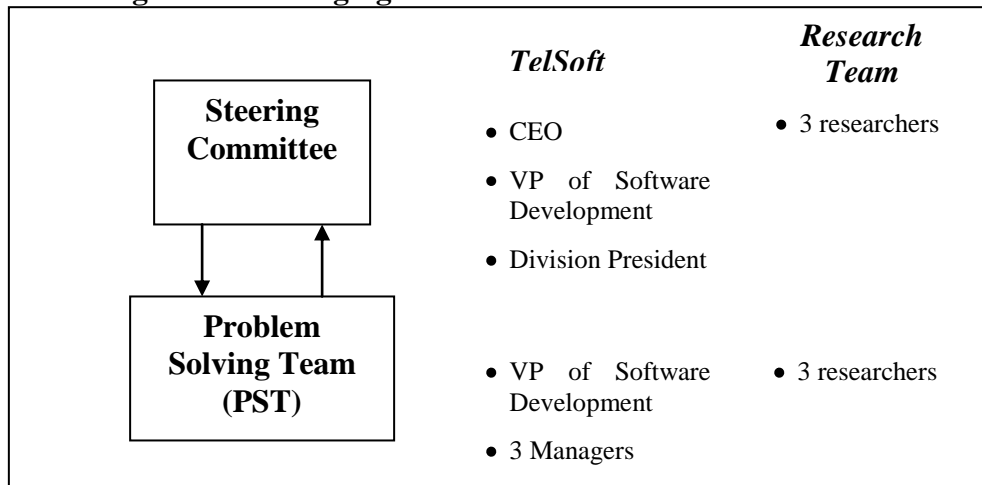 TelSoft
Research
Team
Steering
Committee
• CEO
• VP of Software
Development
• Division President
• 3 researchers
Problem
Solving Team
(PST)
• VP of Software
Development
• 3 Managers
• 3 researchers